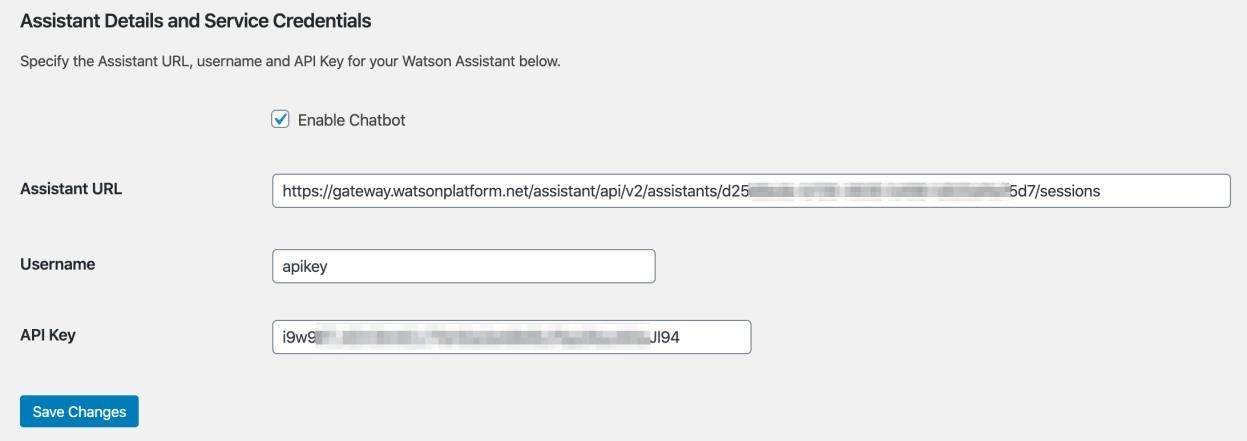 Assistant Details and Service Credentials
Specify the Assistant URL, username and API Key for your Watson Assistant below.
Enable Chatbot
Assistant URL
https://gateway.watsonplatform.net/assistant/api/v2/assistants/d25 5d7/sessions
Username
apikey
API Key
i9w9 Jl94
Save Changes